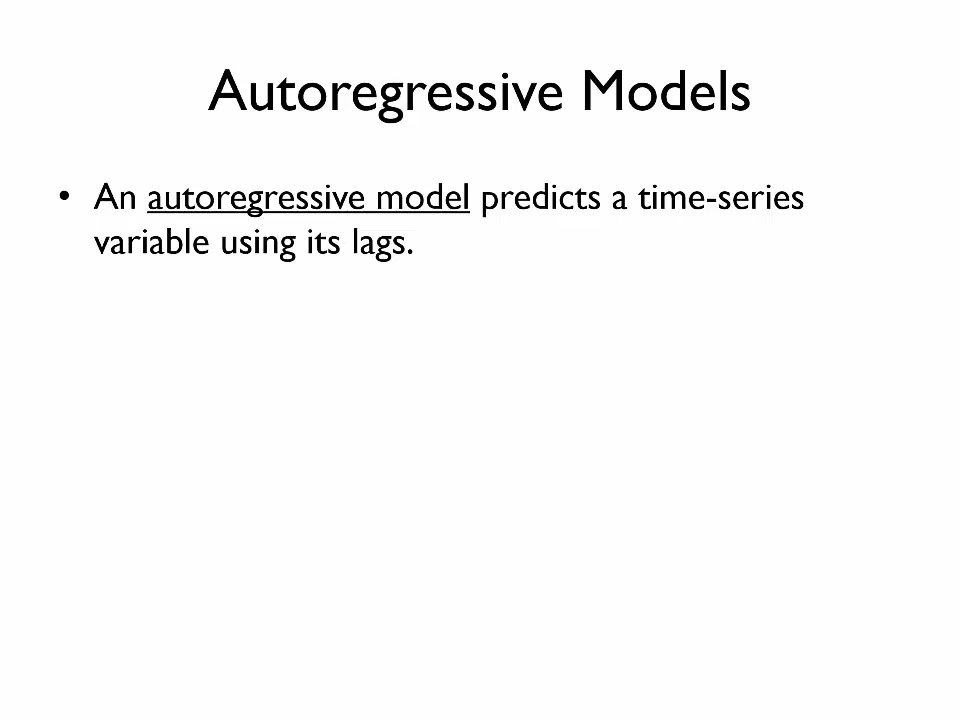 Autoregressive Models
• An autoregressive model predicts a time-series
variable using its lags.